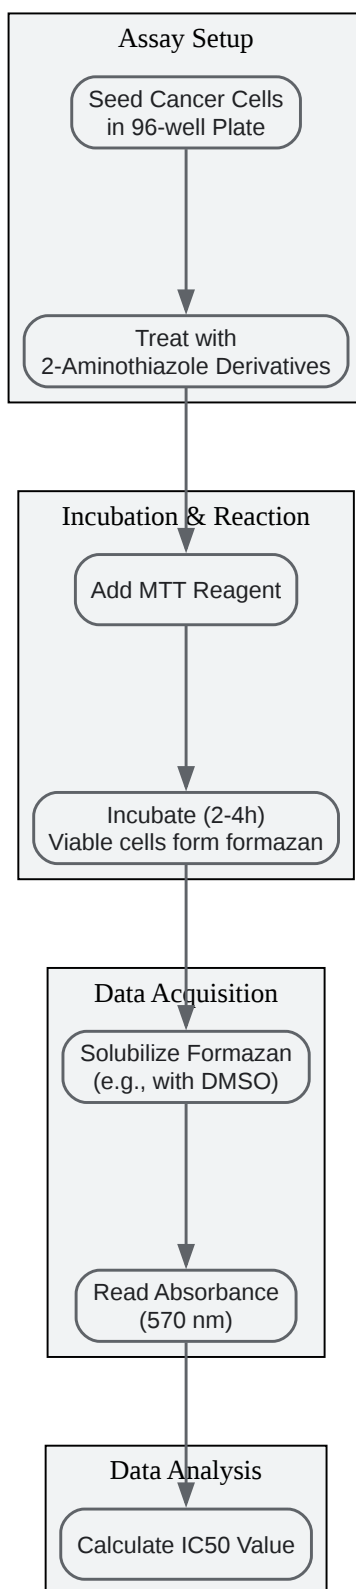 Assay Setup
Seed Cancer Cells
in 96-well Plate
Treat with
2-Aminothiazole Derivatives
Incubation & Reaction
Add MTT Reagent
Incubate (2-4h)
Viable cells form formazan
Data Acquisition
Solubilize Formazan
(e.g., with DMSO)
Read Absorbance
(570 nm)
Data Analysis
Calculate IC50 Value